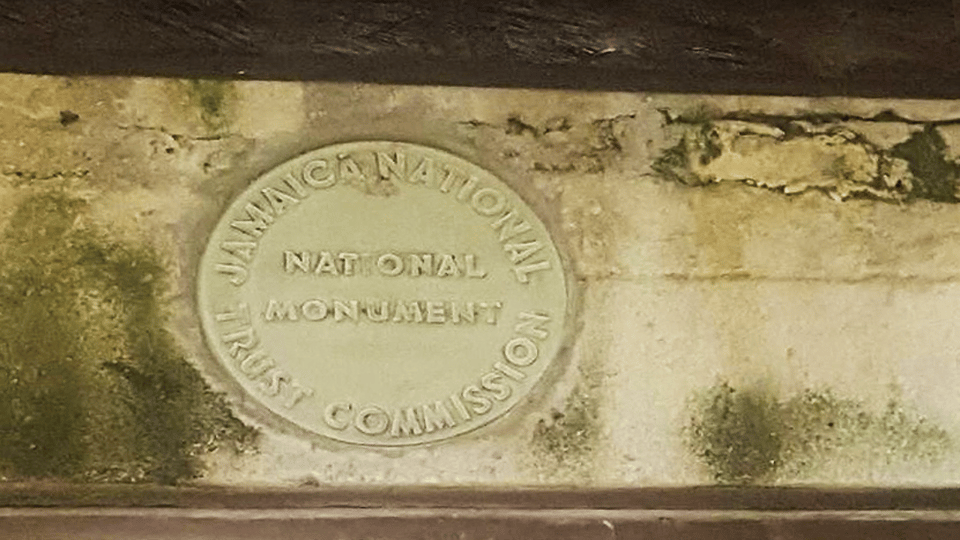 JAMAICA NATIONAL
NATIONAL
MONUMENT
TRUST COMMISSION